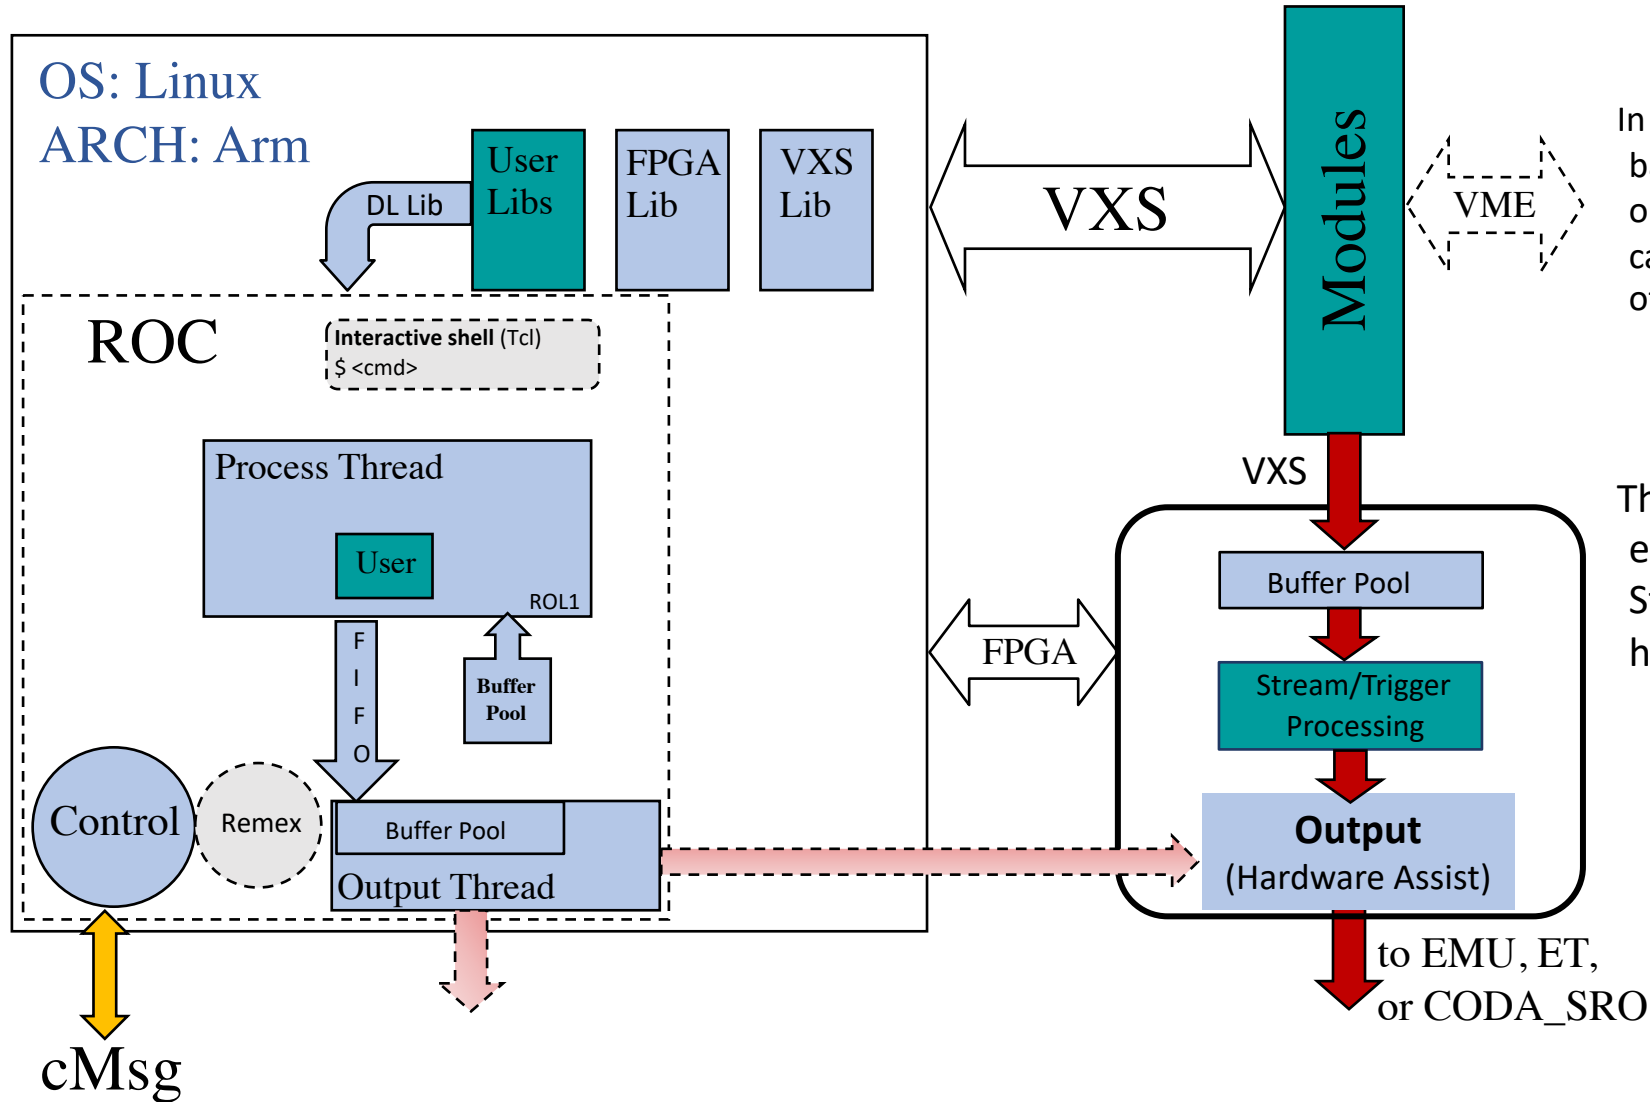 OS: Linux
ARCH: Arm
User
Libs
FPGA
Lib
VXS
Lib
DL Lib
ROC
Interactive shell (Tcl)
$ <cmd>
Process Thread
User
ROL1
F
I
F
O
Buffer
Pool
Control
Remex
Buffer Pool
Output Thread
cMsg
VXS
Modules
VME
In
VXS
FPGA
Buffer Pool
Stream/Trigger
Processing
Output
(Hardware Assist)
to EMU, ET,
or CODA_SRO